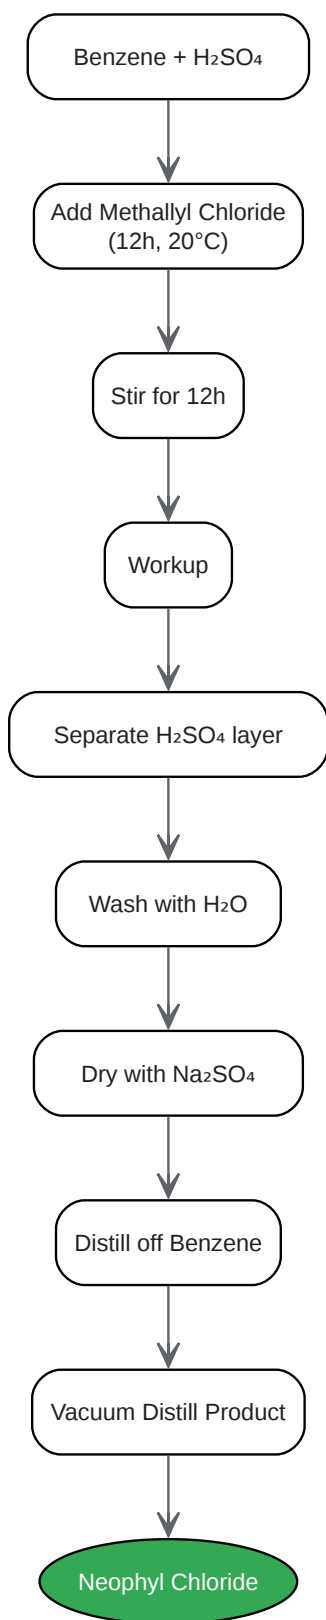 Benzene + H₂SO₄
Add Methallyl Chloride
(12h, 20°C)
Stir for 12h
Workup
Separate H₂SO₄ layer
Wash with H₂O
Dry with Na₂SO₄
Distill off Benzene
Vacuum Distill Product
Neophyl Chloride